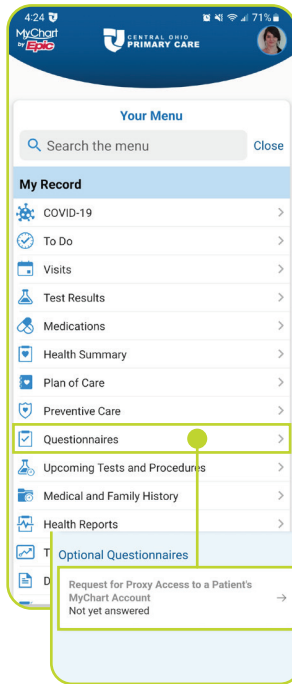 4:24
71%
MyChart
by Epic
CENTRAL OHIO
PRIMARY CARE
Your Menu
Search the menu
Close
My Record
COVID-19
To Do
Visits
Test Results
Medications
Health Summary
Plan of Care
Preventive Care
Questionnaires
Upcoming Tests and Procedures
Medical and Family History
Health Reports
T
D
Optional Questionnaires
Request for Proxy Access to a Patient's
MyChart Account
Not yet answered